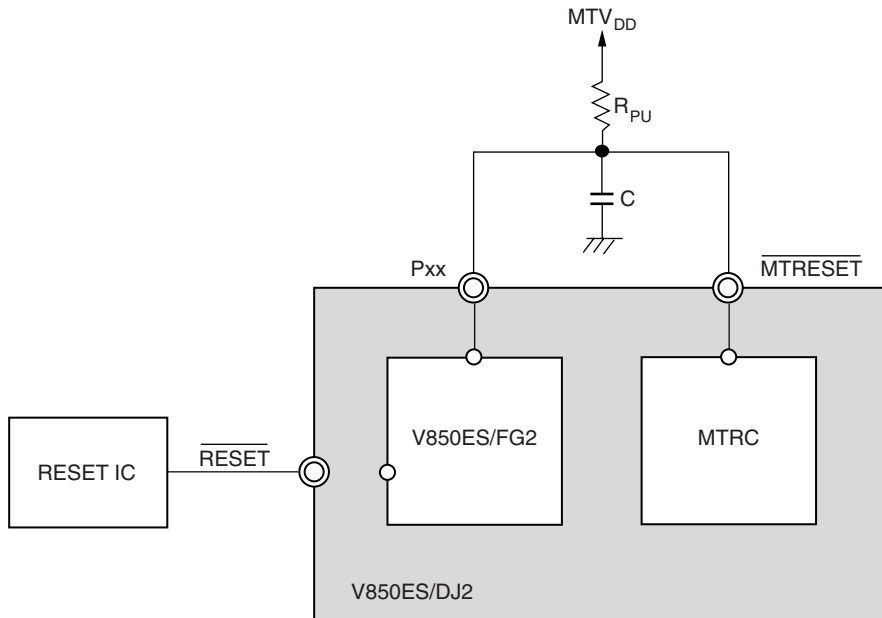 MTVDD
RPU
C
Pxx
MTRESET
V850ES/FG2
MTRC
RESET IC
RESET
V850ES/DJ2